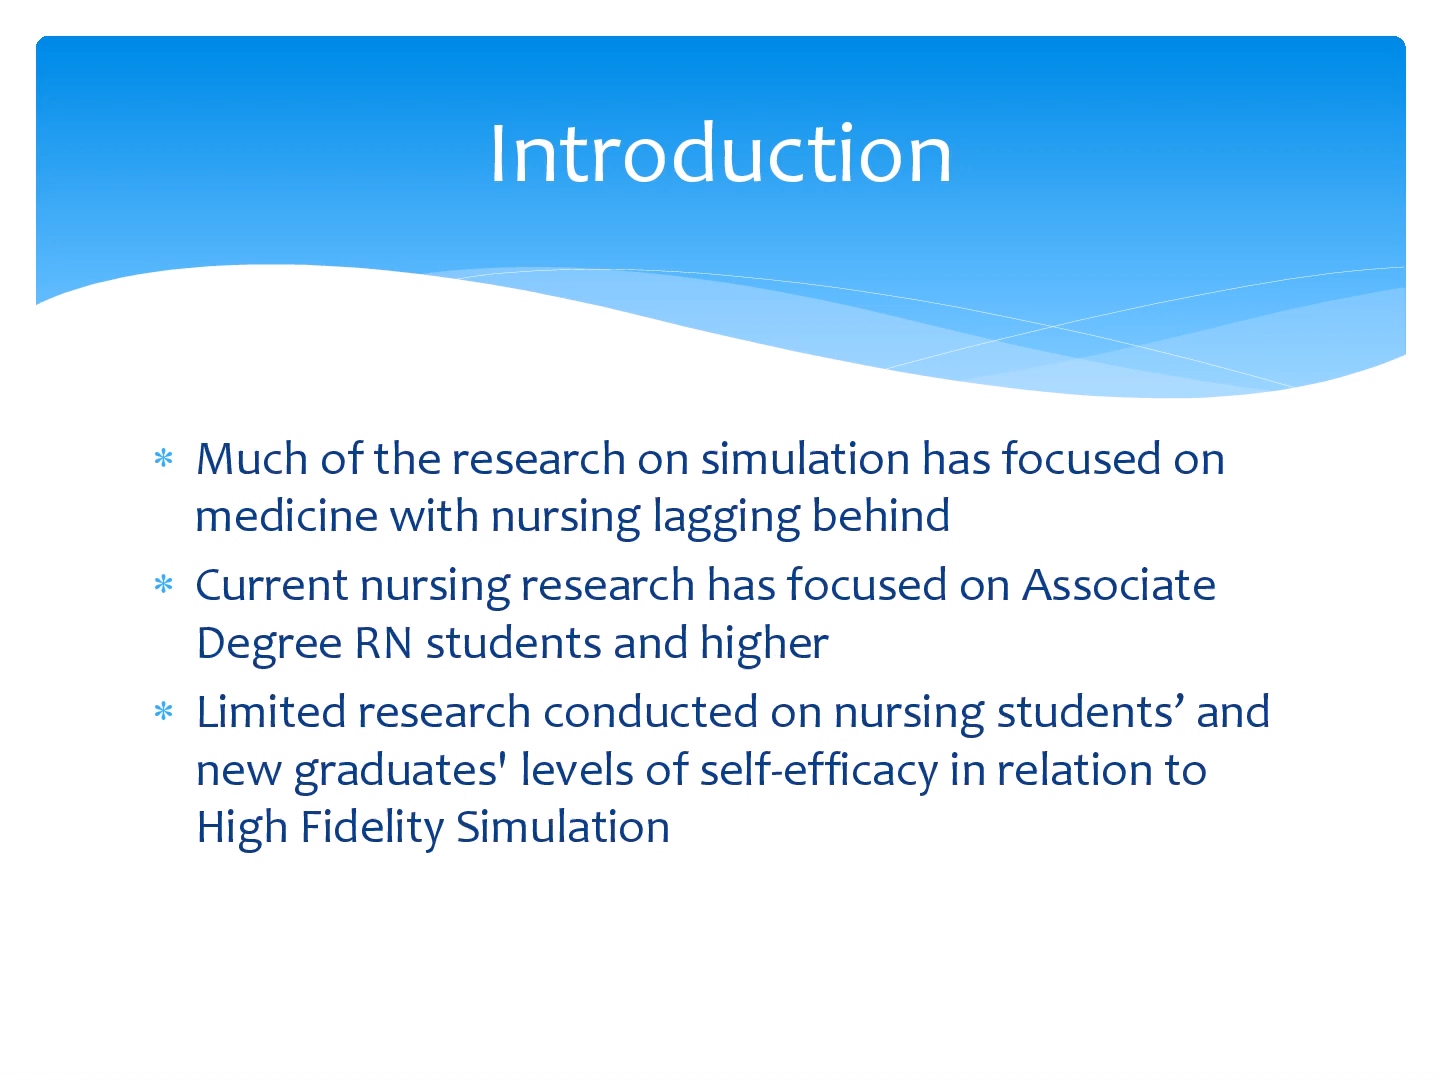 Introduction
* Much of the research on simulation has focused on
medicine with nursing lagging behind
* Current nursing research has focused on Associate
Degree RN students and higher
* Limited research conducted on nursing students’ and
new graduates' levels of self-efficacy in relation to
High Fidelity Simulation